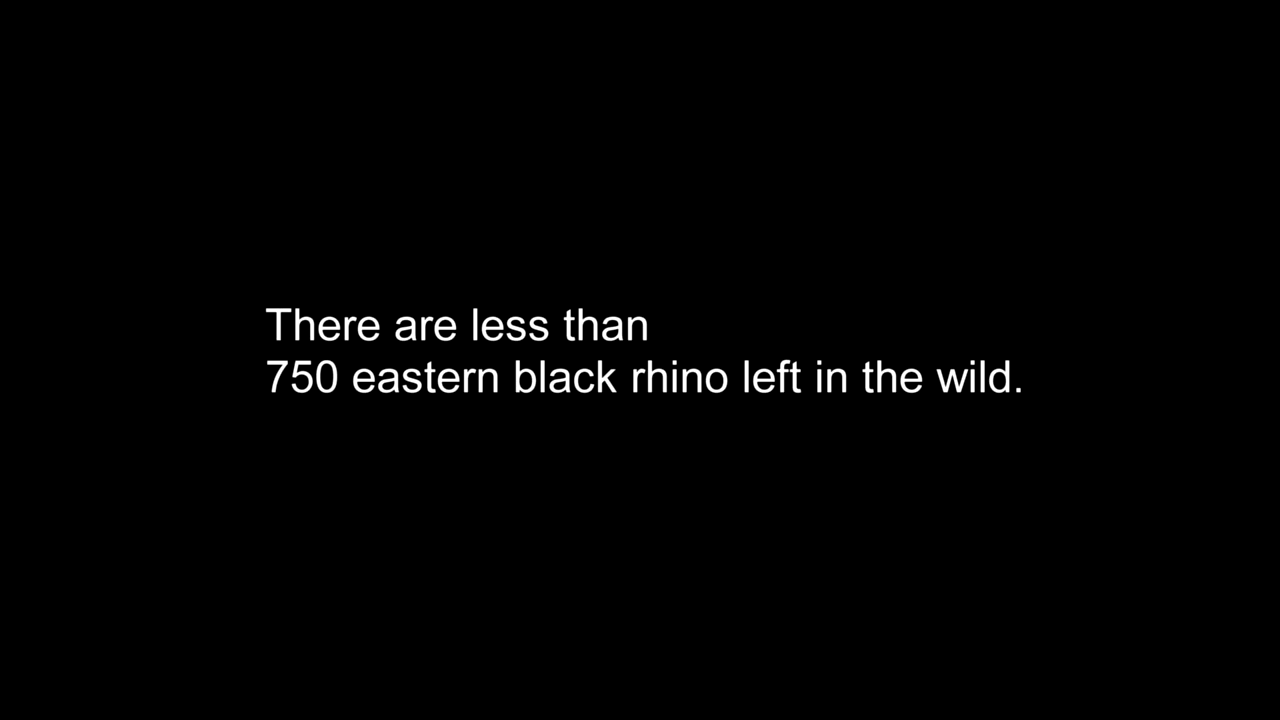 There are less than
750 eastern black rhino left in the wild.